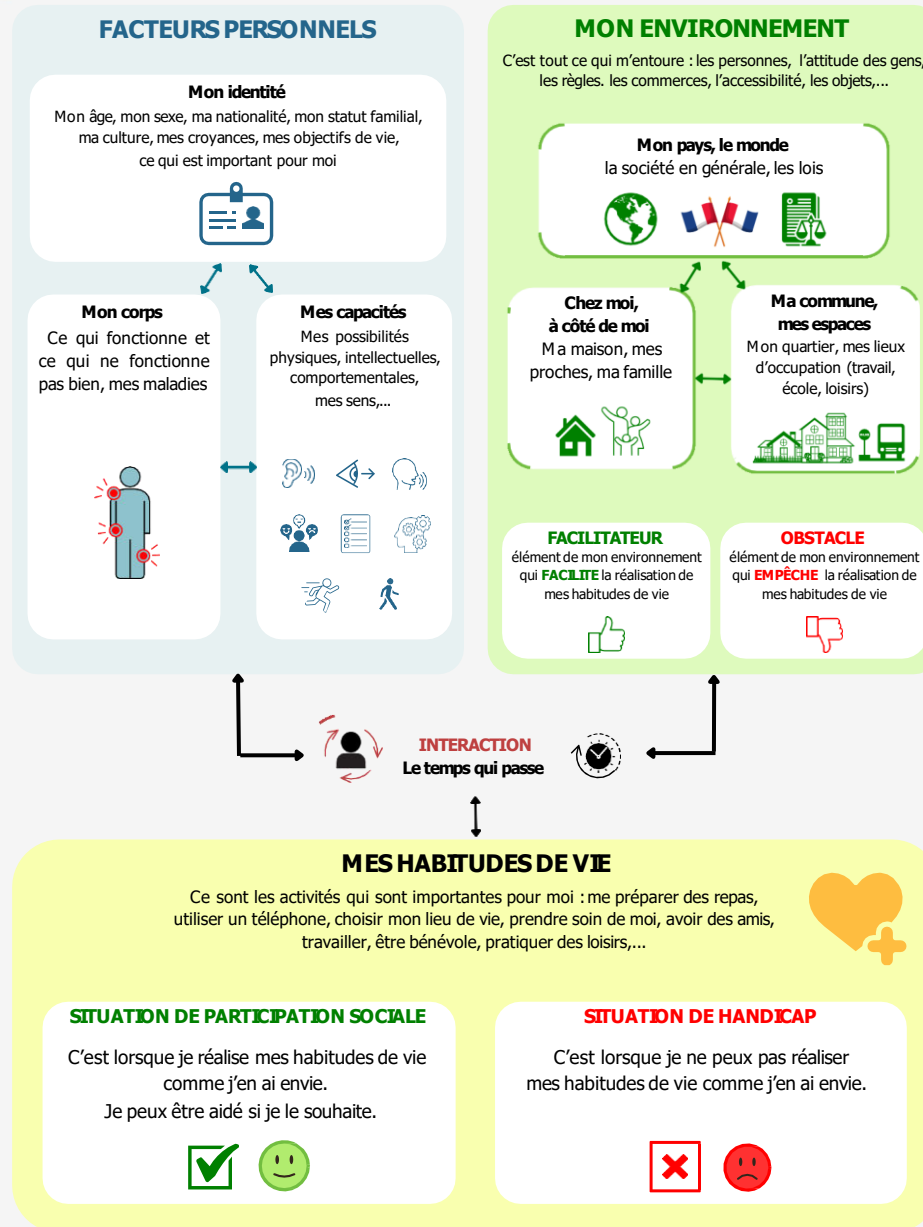 FACTEURS PERSONNELS
Mon identité
Mon âge, mon sexe, ma nationalité, mon statut familial,
ma culture, mes croyances, mes objectifs de vie,
ce qui est important pour moi
Mon corps
Ce qui fonctionne et
ce qui ne fonctionne
pas bien, mes maladies
Mes capacités
Mes possibilités
physiques, intellectuelles,
comportementales,
mes sens,...
MON ENVIRONNEMENT
C'est tout ce qui m'entoure : les personnes, l'attitude des gens,
les règles. les commerces, l'accessibilité, les objets,...
Mon pays, le monde
la société en générale, les lois
Chez moi,
à côté de moi
Ma maison, mes
proches, ma famille
Ma commune,
mes espaces
Mon quartier, mes lieux
d'occupation (travail,
école, loisirs)
FACILITATEUR
élément de mon environnement
qui FACILITE la réalisation de
mes habitudes de vie
OBSTACLE
élément de mon environnement
qui EMPÊCHE la réalisation de
mes habitudes de vie
INTERACTION
Le temps qui passe
MES HABITUDES DE VIE
Ce sont les activités qui sont importantes pour moi : me préparer des repas,
utiliser un téléphone, choisir mon lieu de vie, prendre soin de moi, avoir des amis,
travailler, être bénévole, pratiquer des loisirs,...
SITUATION DE PARTICIPATION SOCIALE
C'est lorsque je réalise mes habitudes de vie
comme j'en ai envie.
Je peux être aidé si je le souhaite.
SITUATION DE HANDICAP
C'est lorsque je ne peux pas réaliser
mes habitudes de vie comme j'en ai envie.